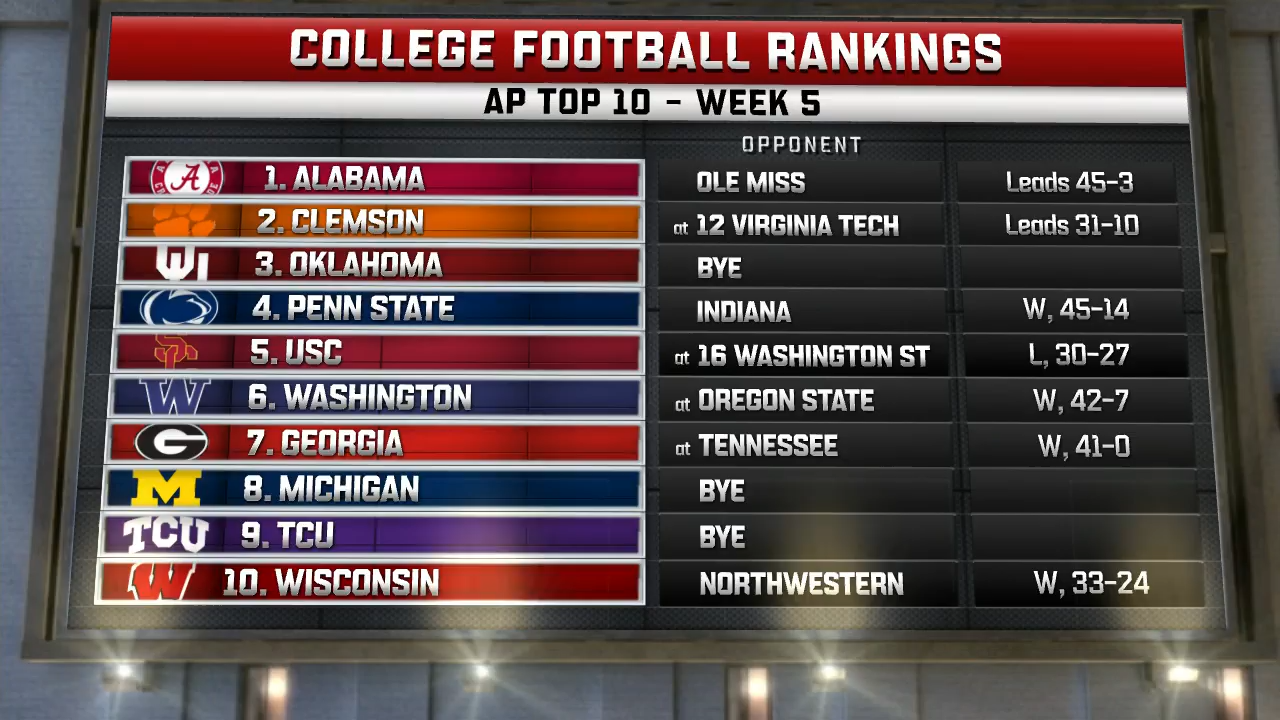 COLLEGE FOOTBALL RANKINGS
AP TOP 10 - WEEK 5
OPPONENT
A 1. ALABAMA OLE MISS Leads 45-3
2. CLEMSON at 12 VIRGINIA TECH Leads 31-10
3. OKLAHOMA BYE
4. PENN STATE INDIANA W, 45-14
SC 5. USC at 16 WASHINGTON ST L, 30-27
W 6. WASHINGTON at OREGON STATE W, 42-7
G 7. GEORGIA at TENNESSEE W, 41-0
M 8. MICHIGAN BYE
TCU 9. TCU BYE
W 10. WISCONSIN NORTHWESTERN W, 33-24